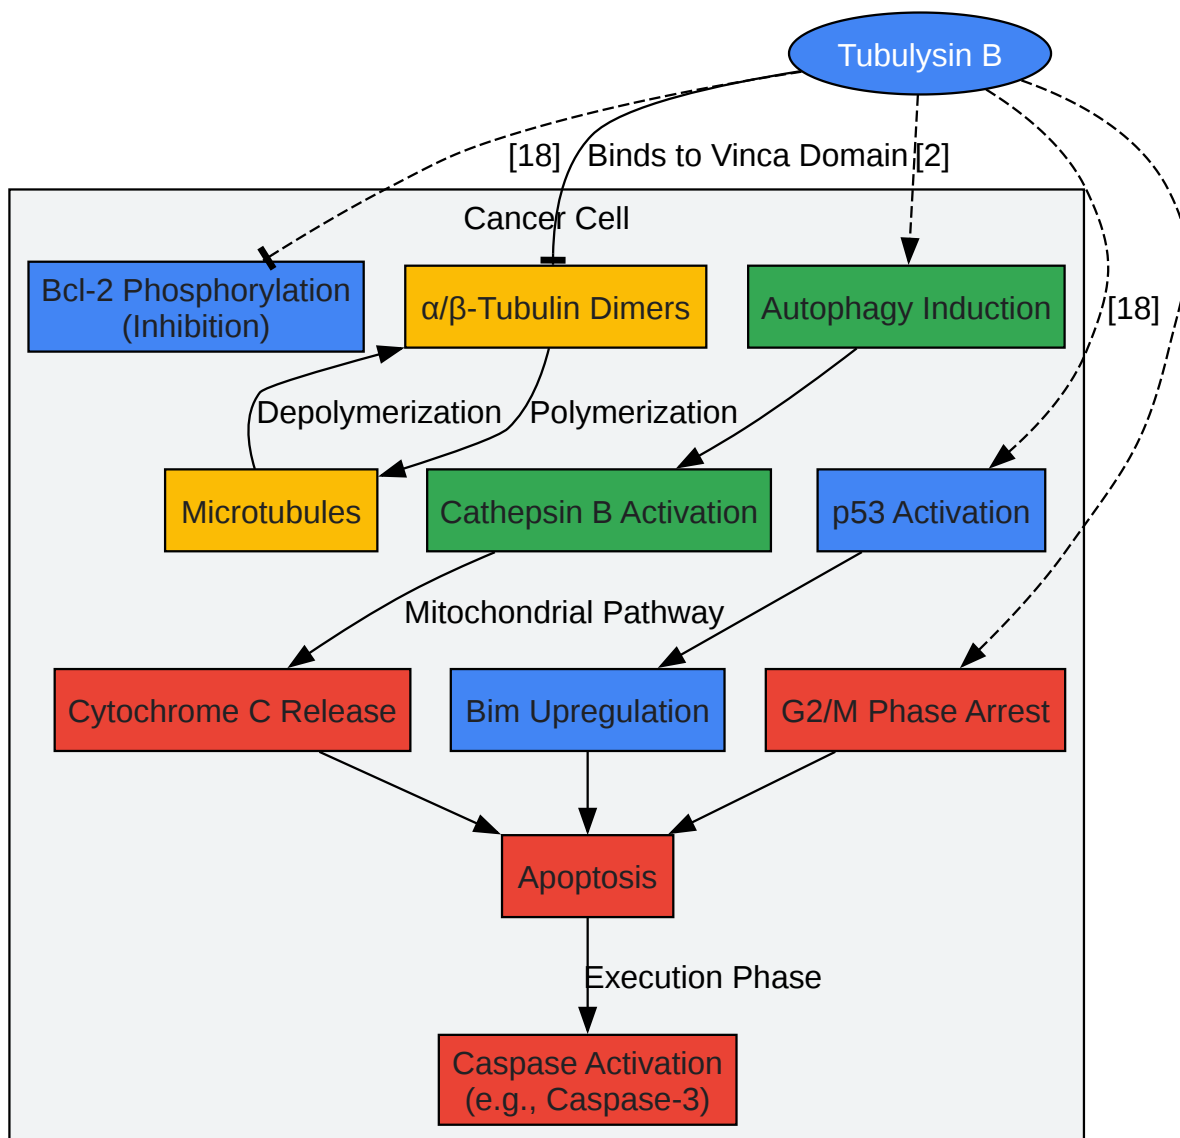 Tubulysin B
[18]
Binds to Vinca Domain
[2]
Cancer Cell
Bcl-2 Phosphorylation
(Inhibition)
α/β-Tubulin Dimers
Autophagy Induction
[18]
Depolymerization
Polymerization
Microtubules
Cathepsin B Activation
p53 Activation
Mitochondrial Pathway
Cytochrome C Release
Bim Upregulation
G2/M Phase Arrest
Apoptosis
Execution Phase
Caspase Activation
(e.g., Caspase-3)